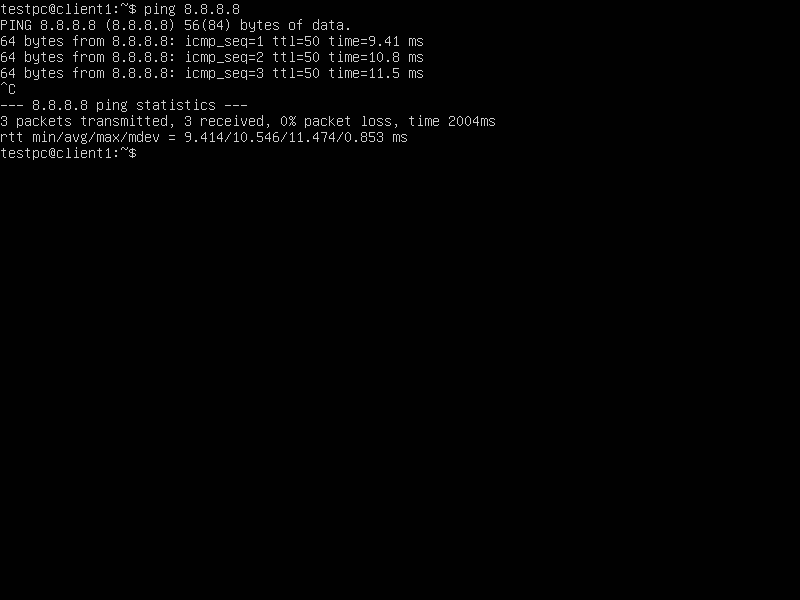 testpc@client1:~$ ping 8.8.8.8
PING 8.8.8.8 (8.8.8.8) 56(84) bytes of data.
64 bytes from 8.8.8.8: icmp_seq=1 ttl=50 time=9.41 ms
64 bytes from 8.8.8.8: icmp_seq=2 ttl=50 time=10.8 ms
64 bytes from 8.8.8.8: icmp_seq=3 ttl=50 time=11.5 ms
^C
--- 8.8.8.8 ping statistics ---
3 packets transmitted, 3 received, 0% packet loss, time 2004ms
rtt min/avg/max/mdev = 9.414/10.546/11.474/0.853 ms
testpc@client1:~$